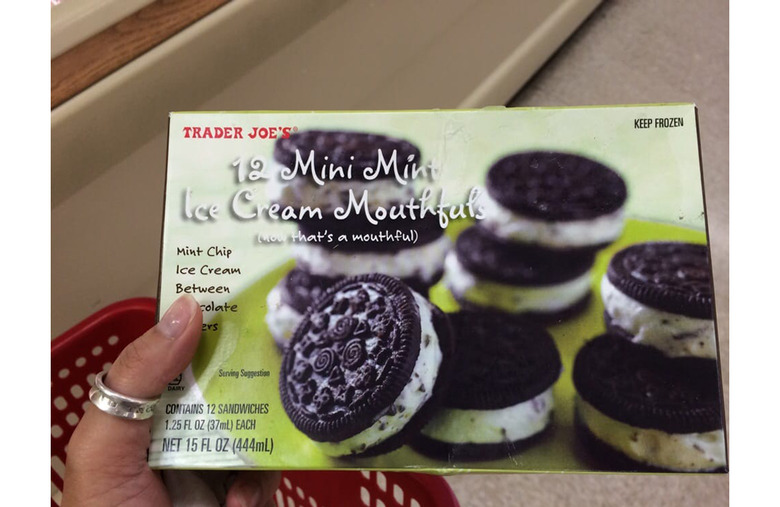 TRADER JOE'S®
KEEP FROZEN
12 Mini Mint
Ice Cream Mouthfuls
(now that's a mouthful)
Mint Chip
Ice Cream
Between
Serving Suggestion
DAIRY
CONTAINS 12 SANDWICHES
1.25 FL OZ (37mL) EACH
NET 15 FL OZ (444mL)